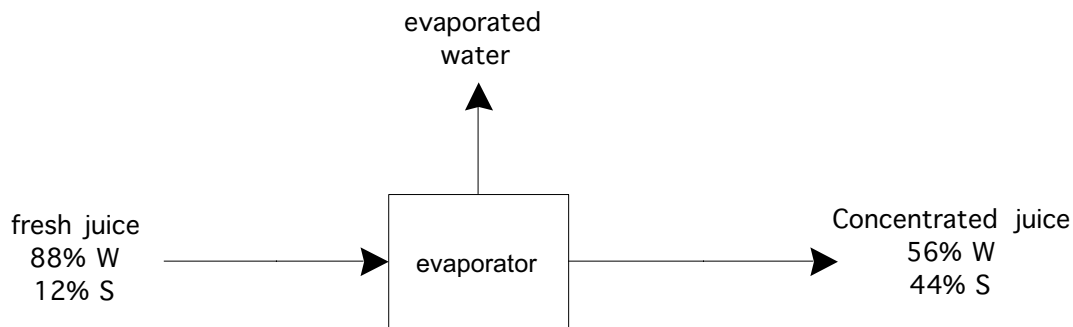 evaporated
water
fresh juice
88% W
12% S
evaporator
Concentrated juice
56% W
44% S